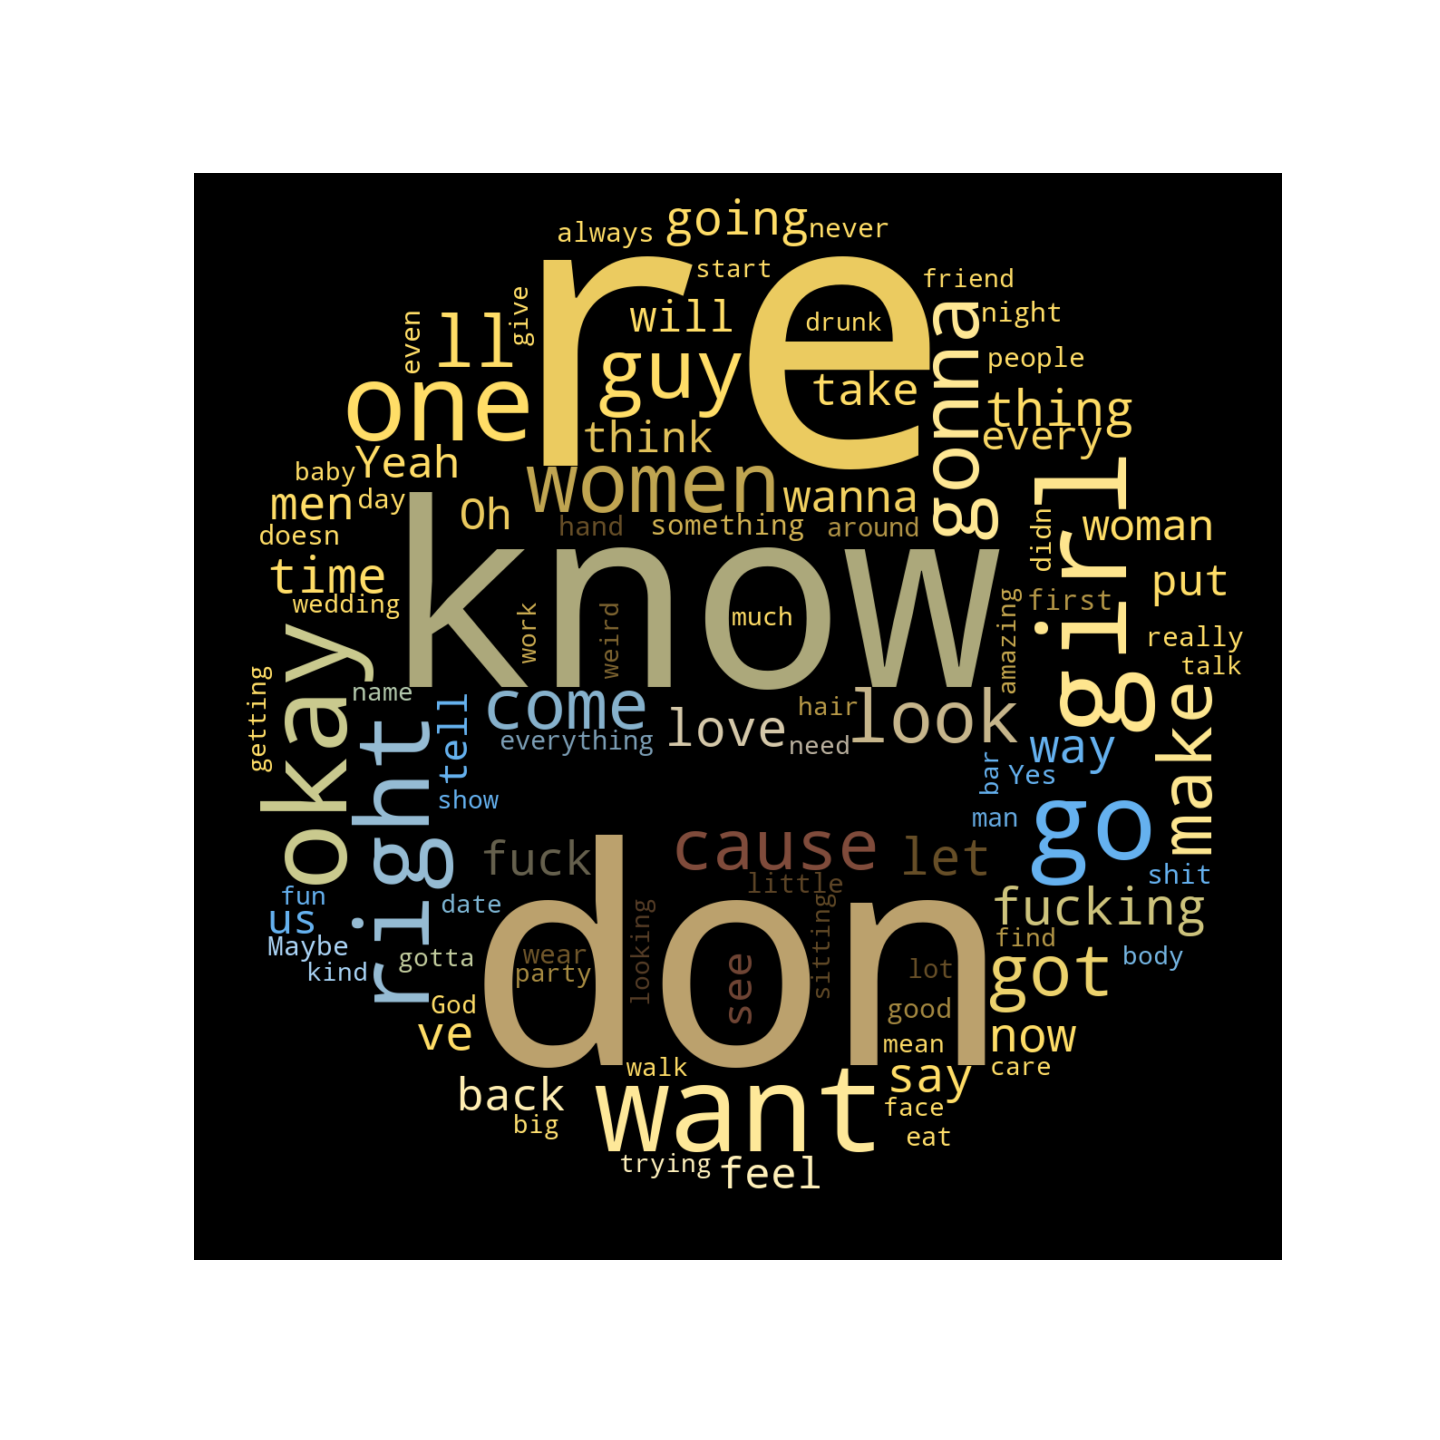 going
never
always
re
start
friend
give
will
drunk
night
even
ll
guy
gonna
people
one
take
thing
think
every
Yeah
baby
women
wanna
girl
men
day
Oh
hand
something
around
didn
woman
doesn
know
time
put
wedding
work
weird
much
amazing
first
really
talk
okay
getting
name
come
love
hair
look
make
right
tell
everything
need
way
bar
Yes
show
man
go
fuck
cause
let
shit
little
fun
date
don
fucking
us
looking
sitting
find
Maybe
gotta
wear
see
lot
got
body
kind
party
God
good
ve
mean
now
walk
say
care
back
want
face
big
eat
trying
feel